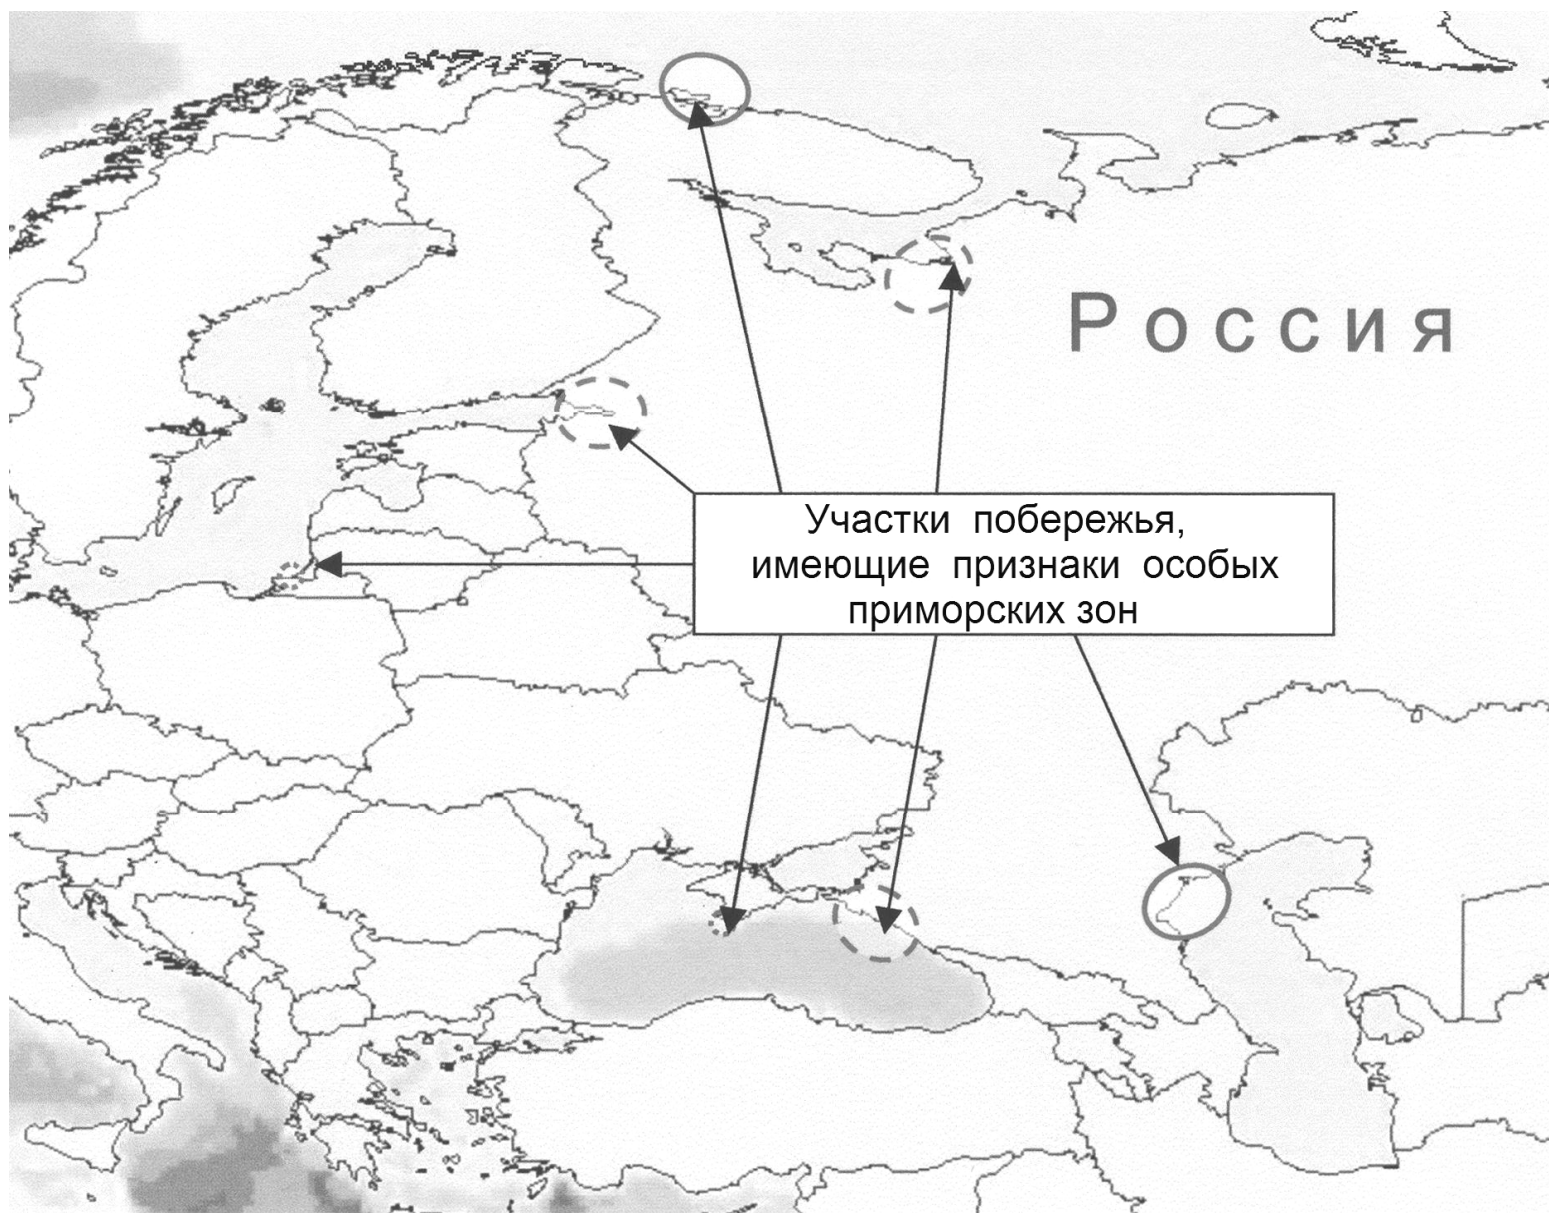 Россия
Участки побережья,
имеющие признаки особых
приморских зон